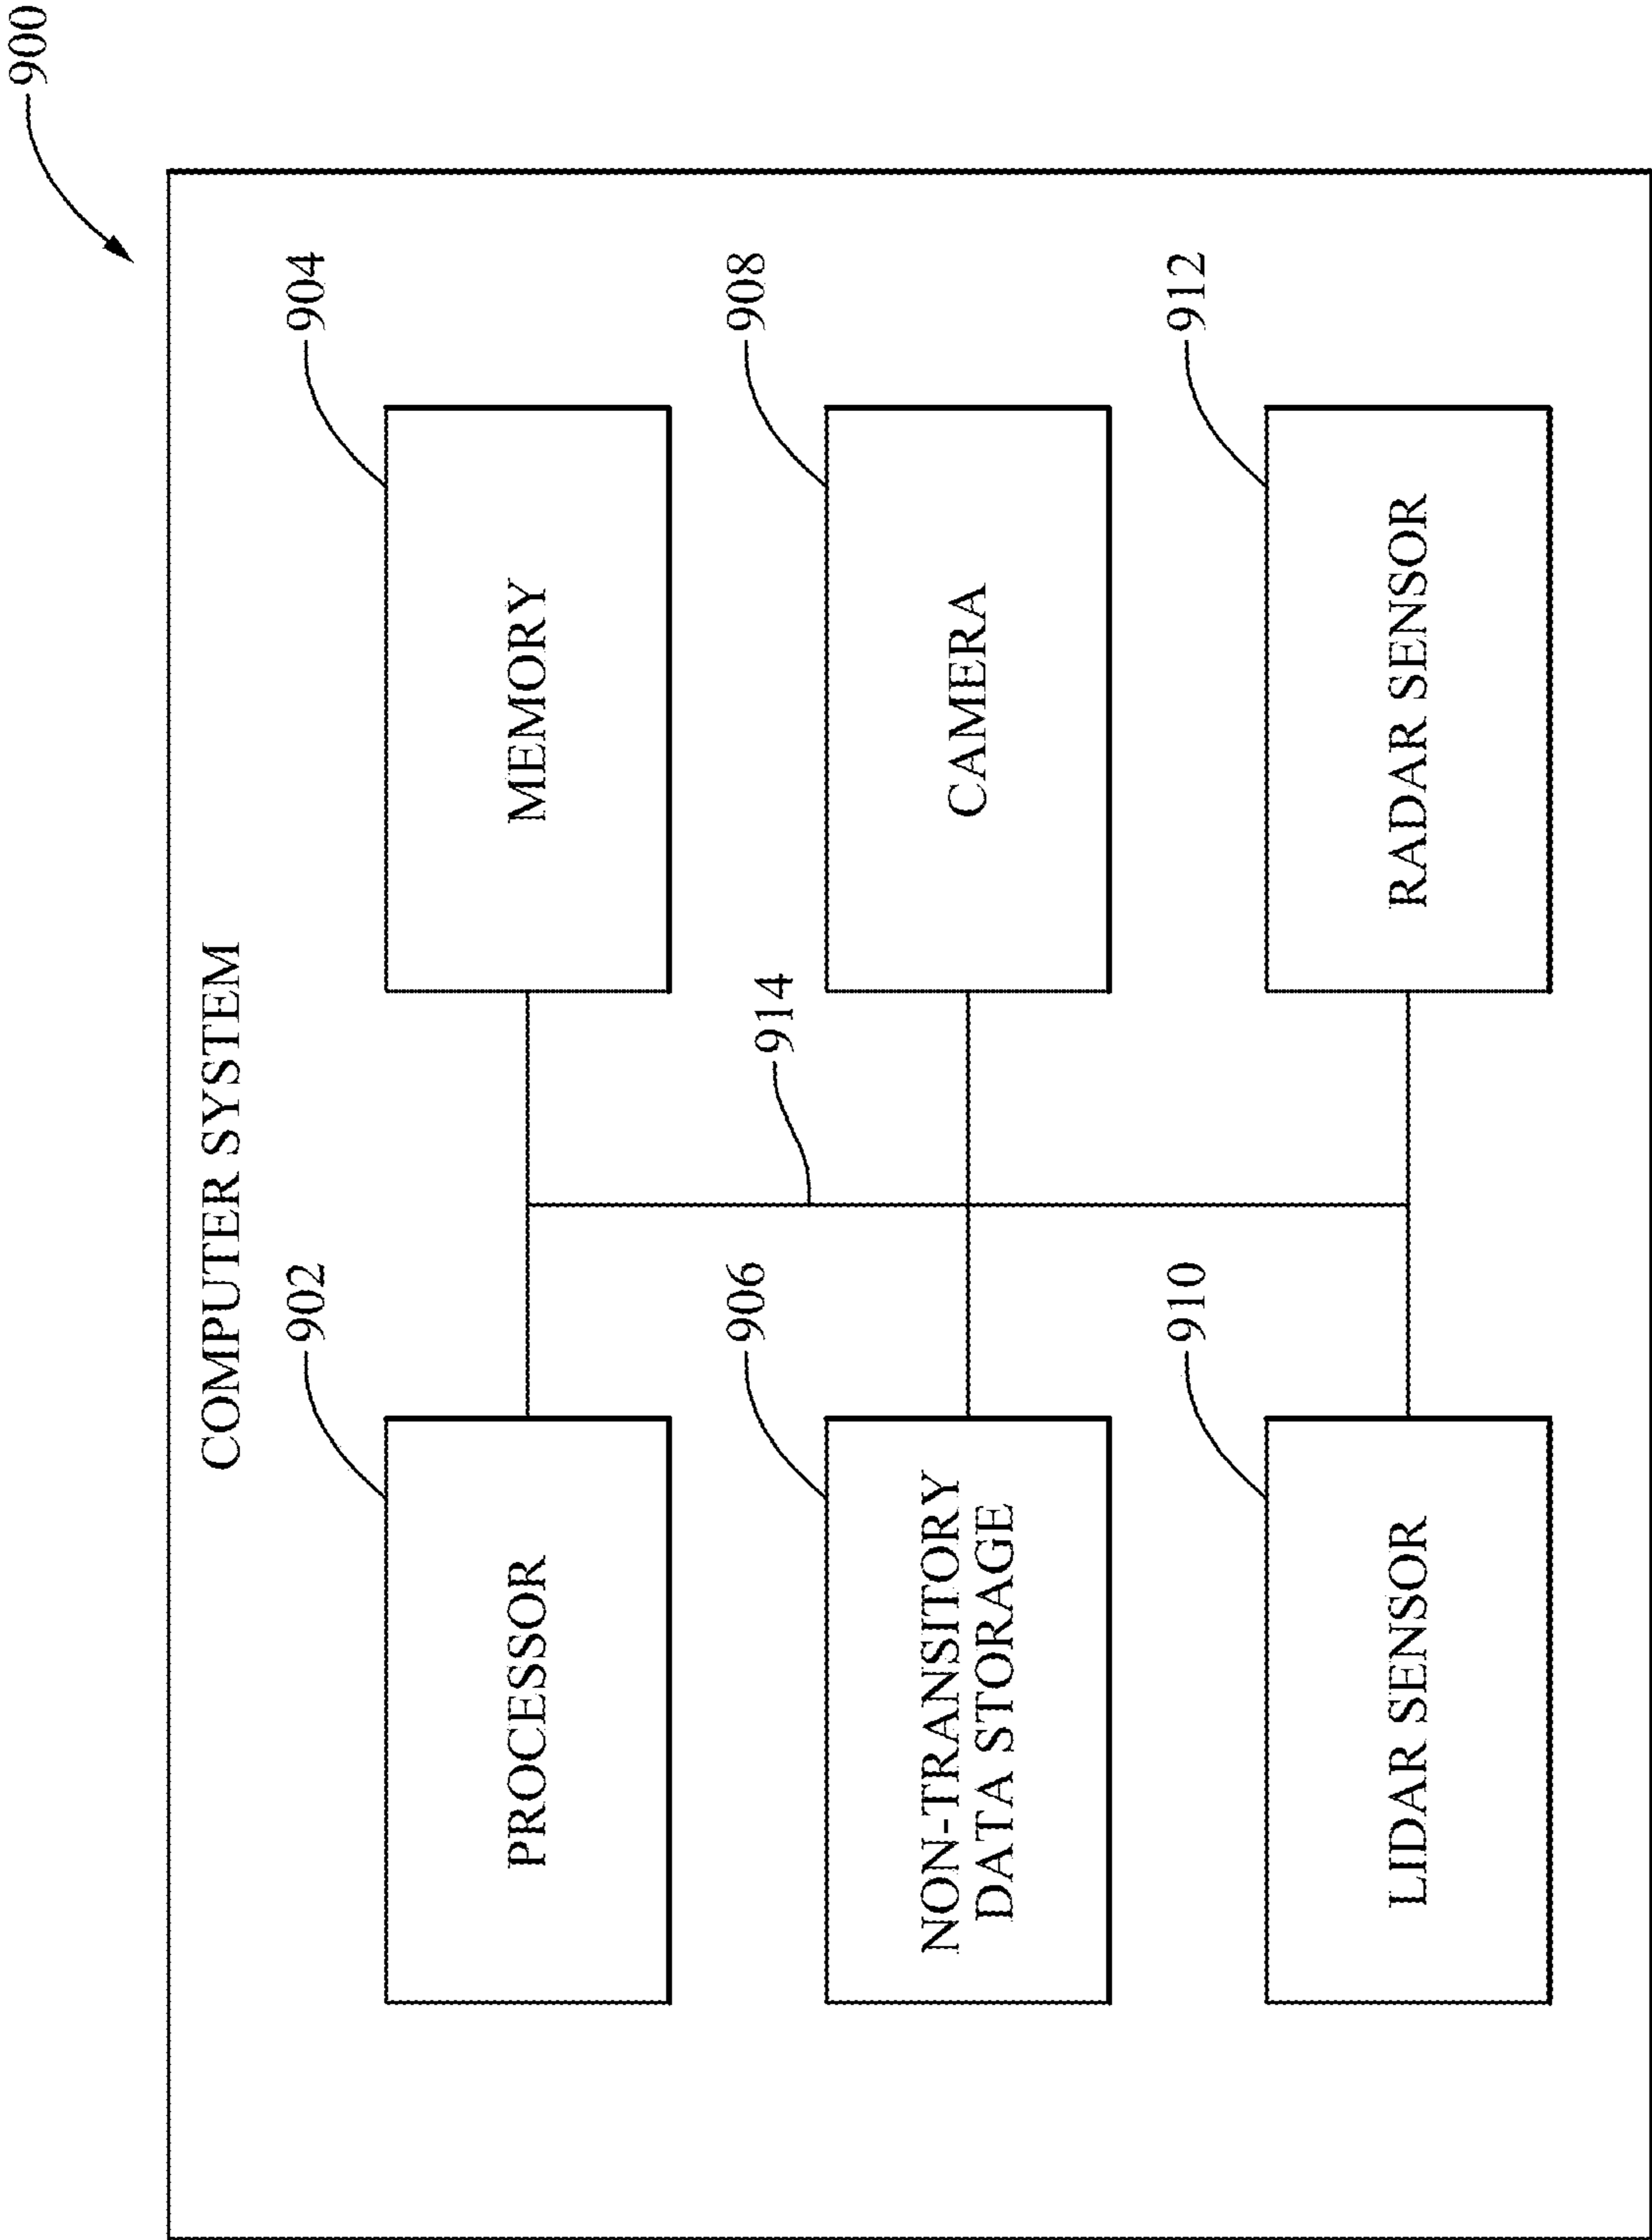 900
COMPUTER SYSTEM
902
904
PROCESSOR
MEMORY
914
906
908
NON-TRANSITORY
DATA STORAGE
CAMERA
910
912
LIDAR SENSOR
RADAR SENSOR